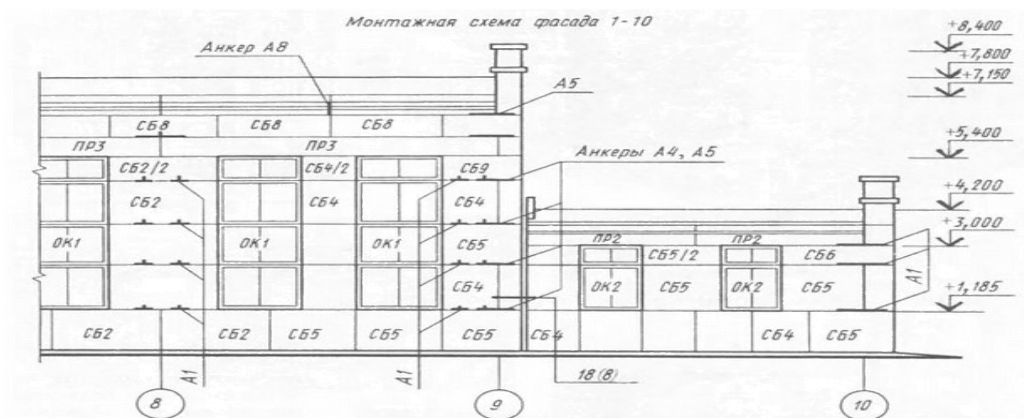 Монтажная схема фасада 1-10
Анкер А8
А5
Анкеры А4, А5
+8,400
+7,800
+7,150
+5,400
+4,200
+3,000
+1,185
СБ8 СБ8 СБ8
ПР3 ПР3
СБ2/2 СБ4/2 СБ9
СБ2 СБ4 СБ4
ОК1 ОК1 ОК1 СБ5
ПР2 ПР2
СБ5/2 СБ6
СБ4 ОК2 СБ5 ОК2 СБ5
А1
СБ2 СБ2 СБ5 СБ5 СБ5 СБ4 СБ4 СБ5
А1 А1 18(8)
8 9 10